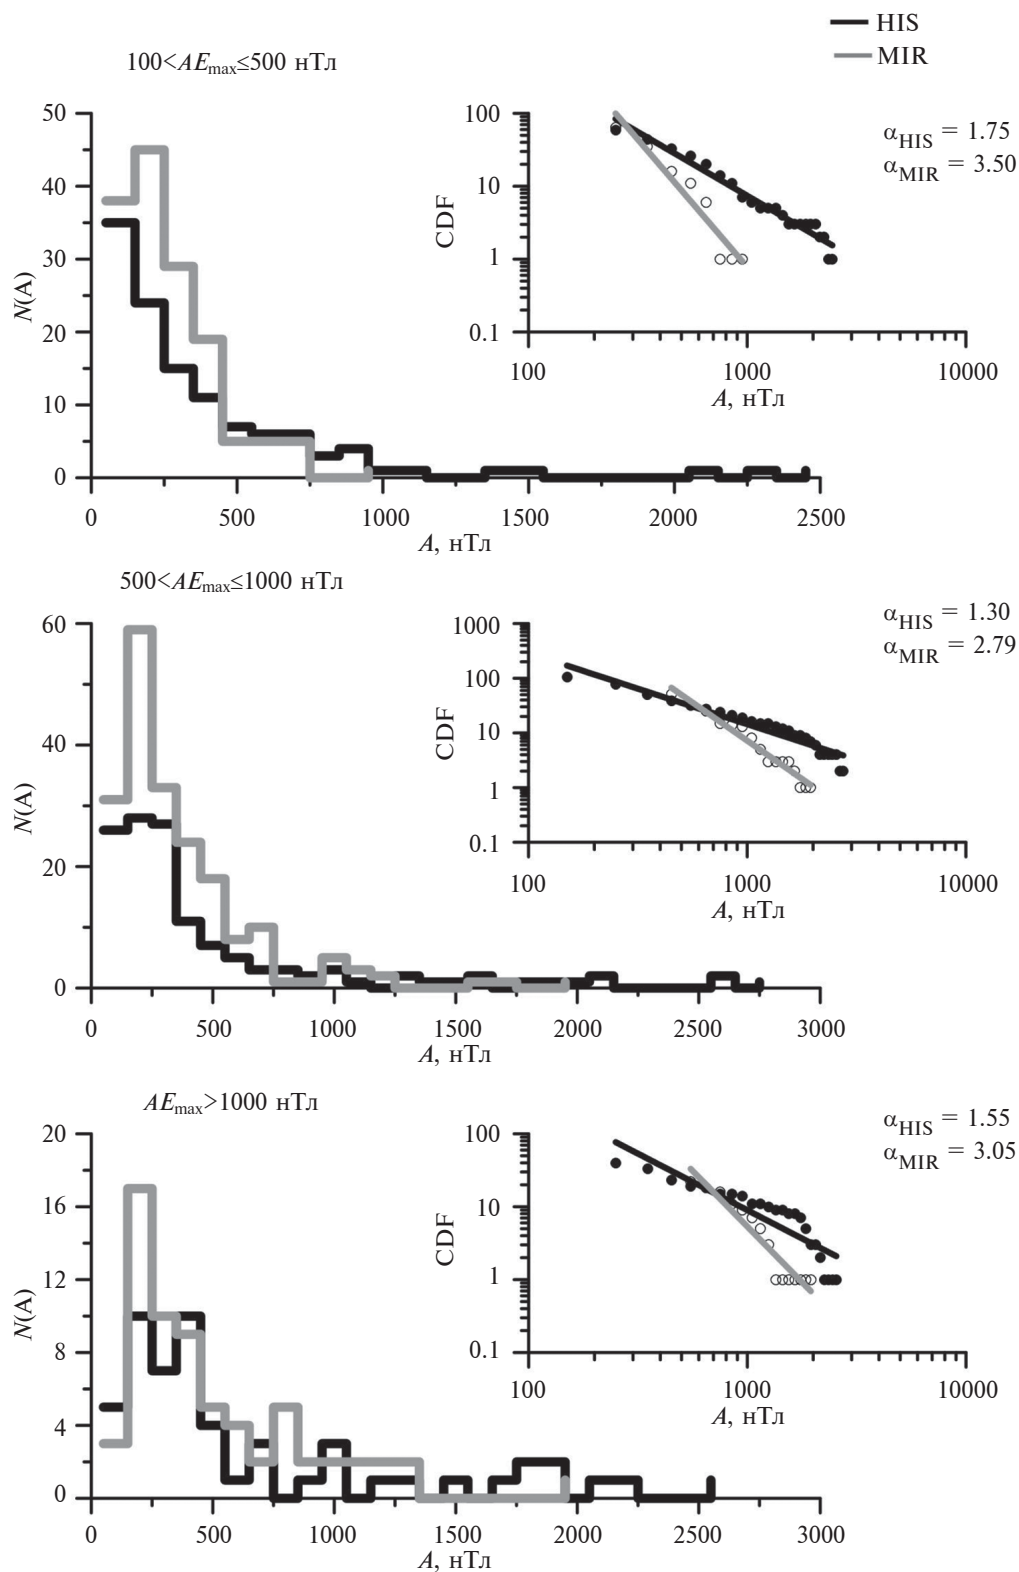 HIS
MIR
100<AEmax≤500 нТл
50
40
30
20
10
0
N(A)
0 500 1000 1500 2000 2500
A, нТл
100
10
1
0.1
CDF
100 1000 10000
A, нТл
αHIS = 1.75
αMIR = 3.50
500<AEmax≤1000 нТл
60
40
20
0
N(A)
0 500 1000 1500 2000 2500 3000
A, нТл
1000
100
10
1
0.1
CDF
100 1000 10000
A, нТл
αHIS = 1.30
αMIR = 2.79
AEmax>1000 нТл
20
16
12
8
4
0
N(A)
0 500 1000 1500 2000 2500 3000
A, нТл
100
10
1
0.1
CDF
100 1000 10000
A, нТл
αHIS = 1.55
αMIR = 3.05